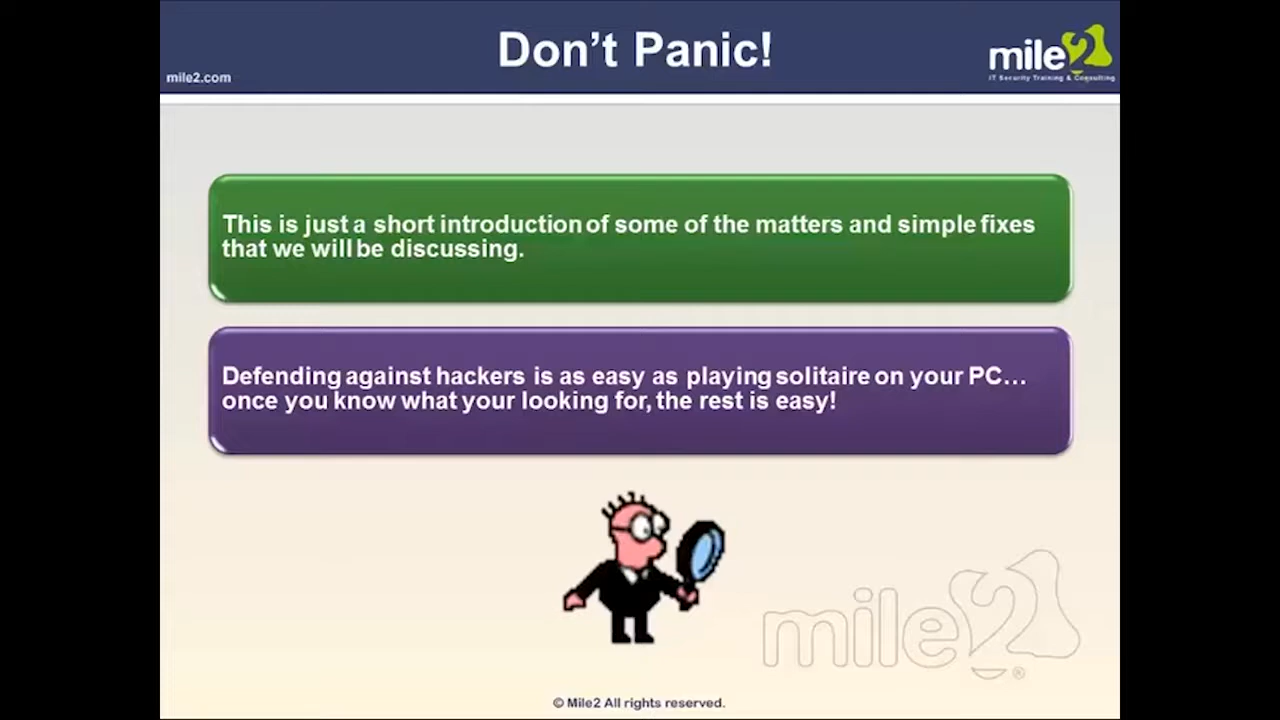 Don't Panic!
mile2.com
mile2
IT Security Training & Consulting
This is just a short introduction of some of the matters and simple fixes
that we will be discussing.
Defending against hackers is as easy as playing solitaire on your PC…
once you know what your looking for, the rest is easy!
mile2®
© Mile2 All rights reserved.